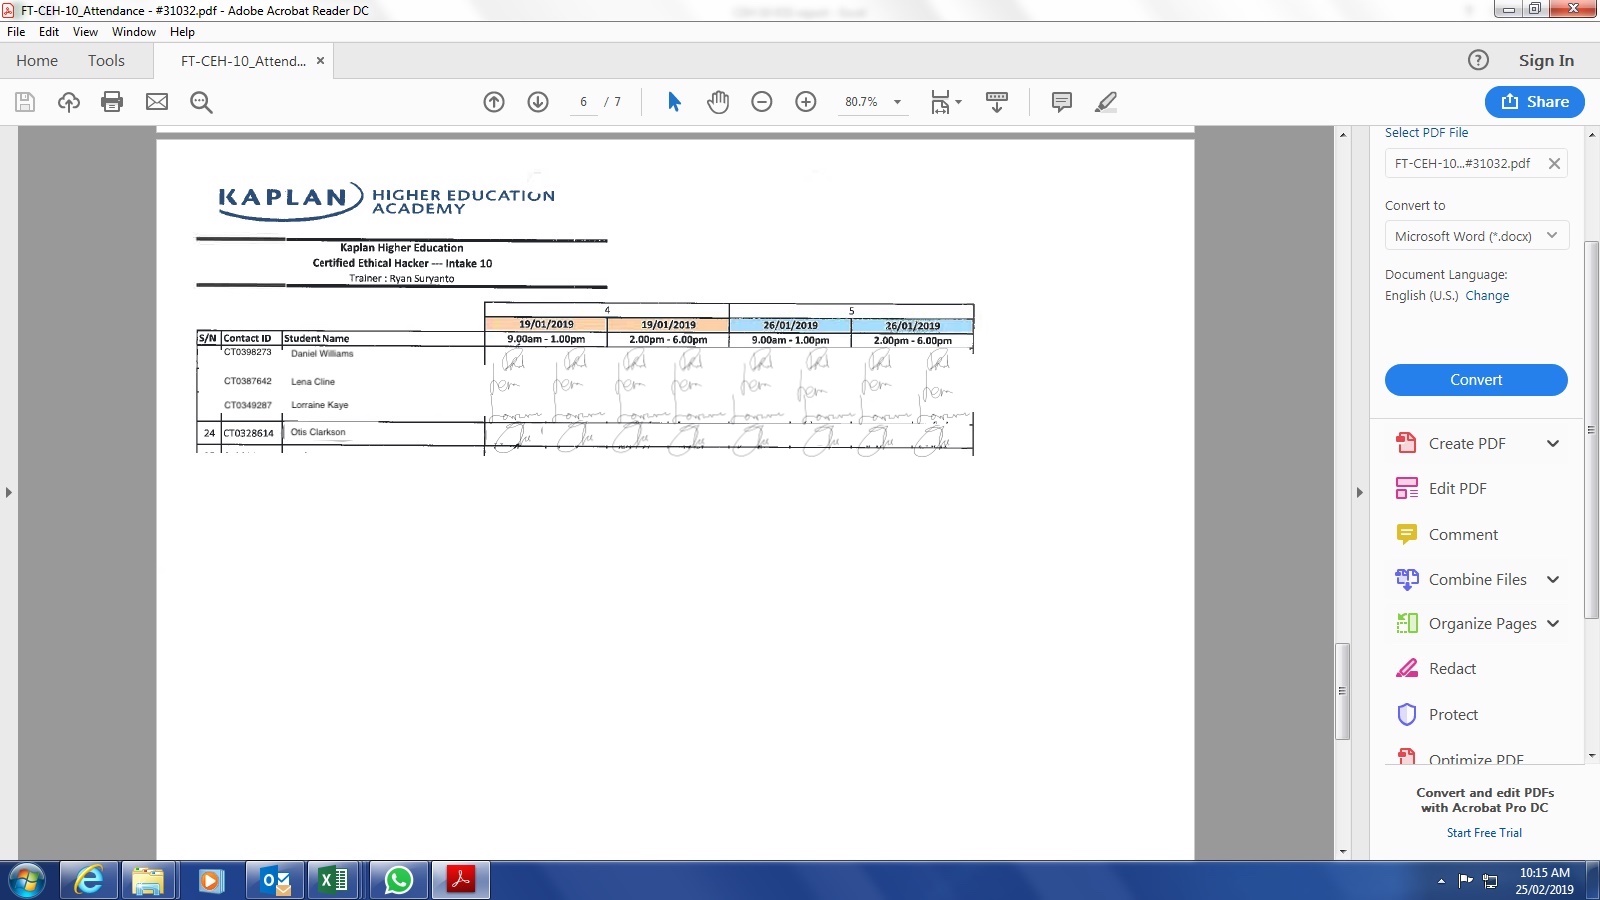 FT-CEH-10_Attendance - #31032.pdf - Adobe Acrobat Reader DC
File Edit View Window Help
Home Tools FT-CEH-10_Attend... × Sign In
6 / 7 80.7% Share
KAPLAN HIGHER EDUCATION ACADEMY
Kaplan Higher Education
Certified Ethical Hacker --- Intake 10
Trainer : Ryan Suryanto
4 5
19/01/2019 19/01/2019 26/01/2019 26/01/2019
S/N Contact ID Student Name 9.00am - 1.00pm 2.00pm - 6.00pm 9.00am - 1.00pm 2.00pm - 6.00pm
CT0398273 Daniel Williams
CT0387642 Lena Cline
CT0349287 Lorraine Kaye
24 CT0328614 Otis Clarkson
Select PDF File
FT-CEH-10...#31032.pdf
Convert to
Microsoft Word (*.docx)
Document Language:
English (U.S.) Change
Convert
Create PDF
Edit PDF
Comment
Combine Files
Organize Pages
Redact
Protect
Optimize PDF
Convert and edit PDFs
with Acrobat Pro DC
Start Free Trial
10:15 AM
25/02/2019